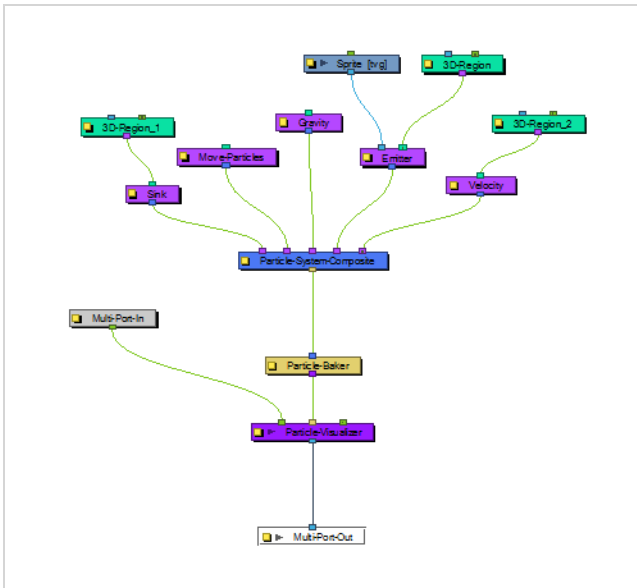 Sprite [tvg]
3D-Region
3D-Region_1
Gravity
3D-Region_2
Move-Particles
Emitter
Sink
Velocity
Particle-System-Composite
Multi-Port-In
Particle-Baker
Particle-Visualizer
Multi-Port-Out